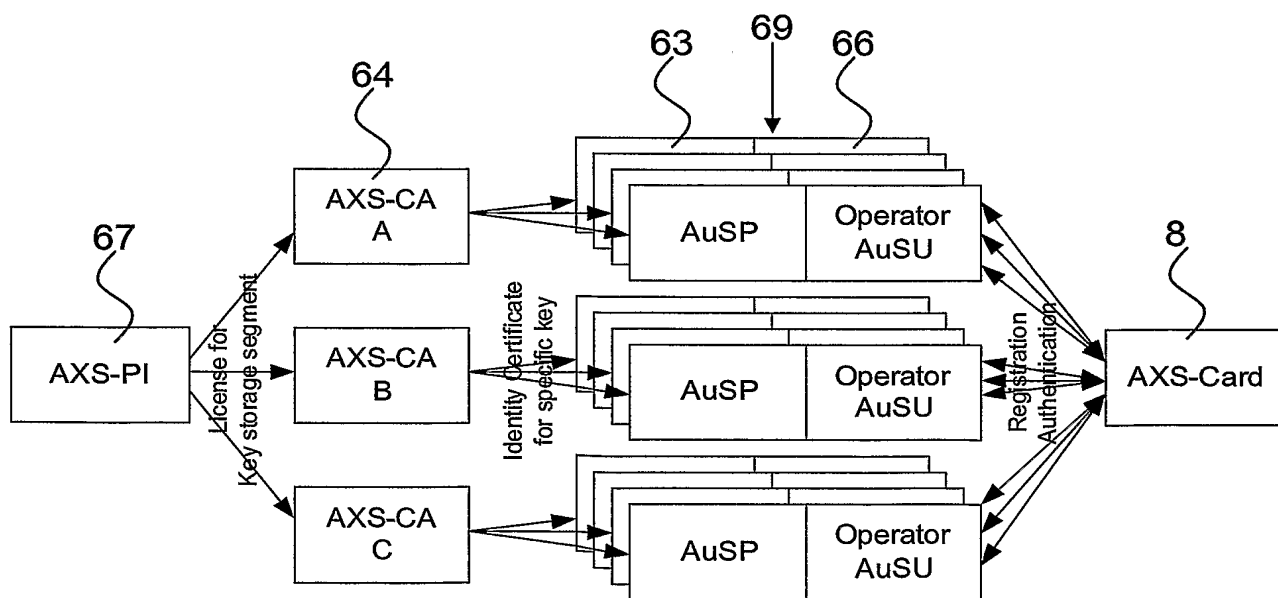 69
63
66
64
AXS-CA
A
AuSP
Operator
AuSU
67
8
AXS-PI
License for
Key storage segment
AXS-CA
B
Identity Certificate
for specific key
AuSP
Operator
AuSU
Registration
Authentication
AXS-Card
AXS-CA
C
AuSP
Operator
AuSU